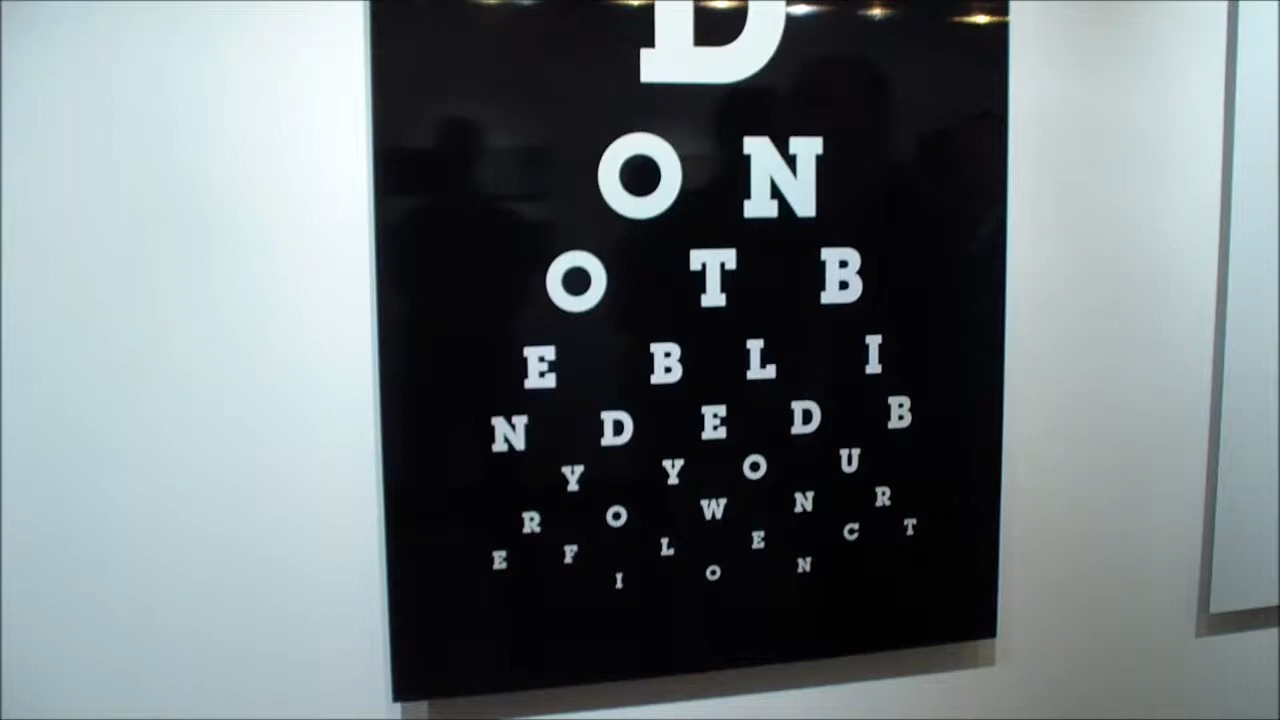 D
O N
O T B
E B L I
N D E D B
Y Y O U
R O W N R
E F L E C T
I O N